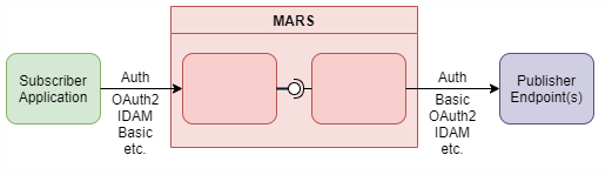 MARS
Subscriber
Application
Auth
OAuth2
IDAM
Basic
etc.
Auth
Basic
OAuth2
IDAM
etc.
Publisher
Endpoint(s)